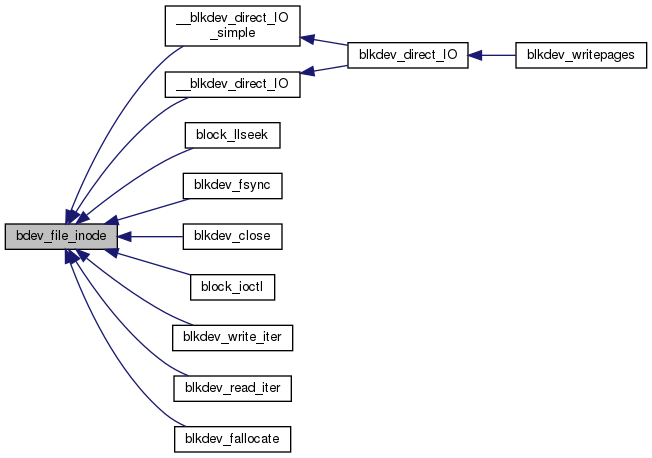 __blkdev_direct_IO
_simple
blkdev_direct_IO
blkdev_writepages
__blkdev_direct_IO
block_llseek
blkdev_fsync
bdev_file_inode
blkdev_close
block_ioctl
blkdev_write_iter
blkdev_read_iter
blkdev_fallocate